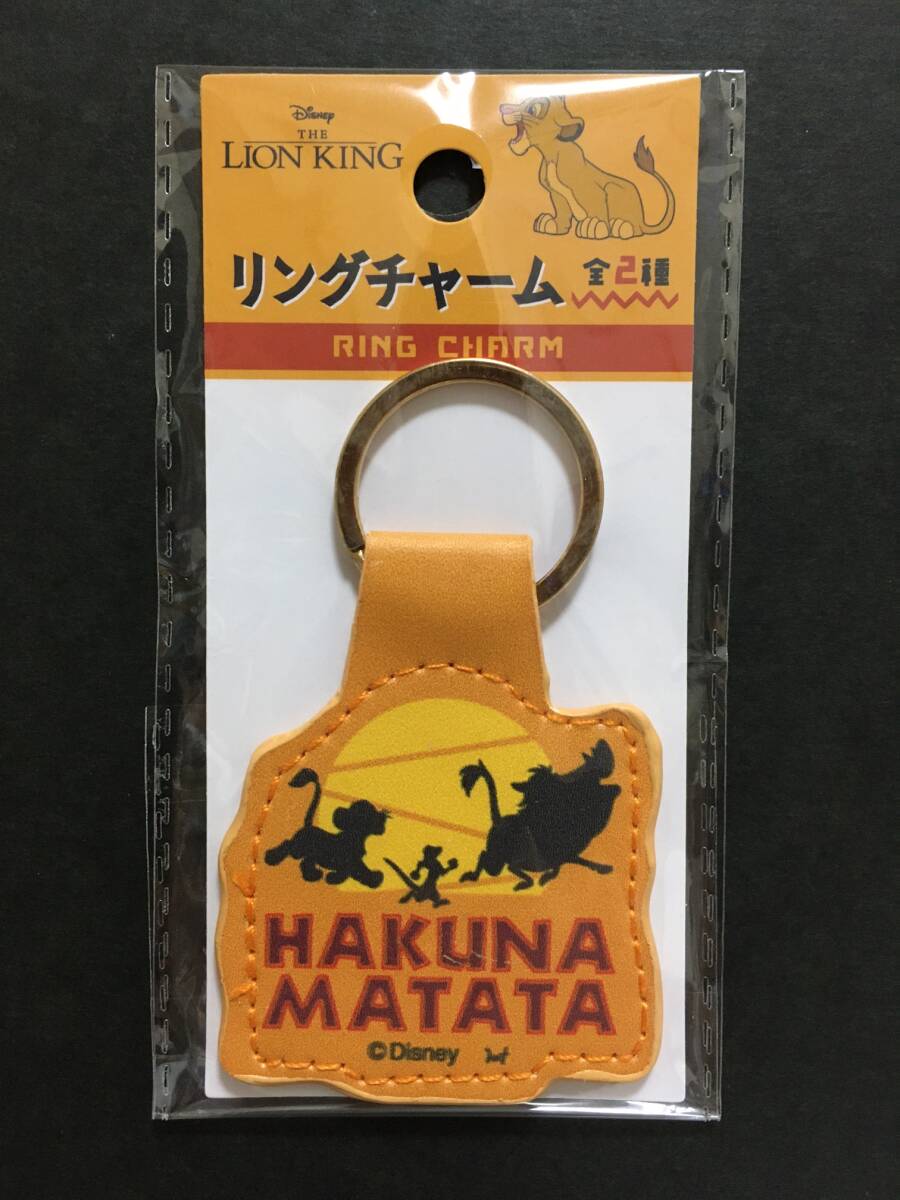 Disney
THE
LION KING
リングチャーム 全2種
RING CHARM
HAKUNA
MATATA
©Disney